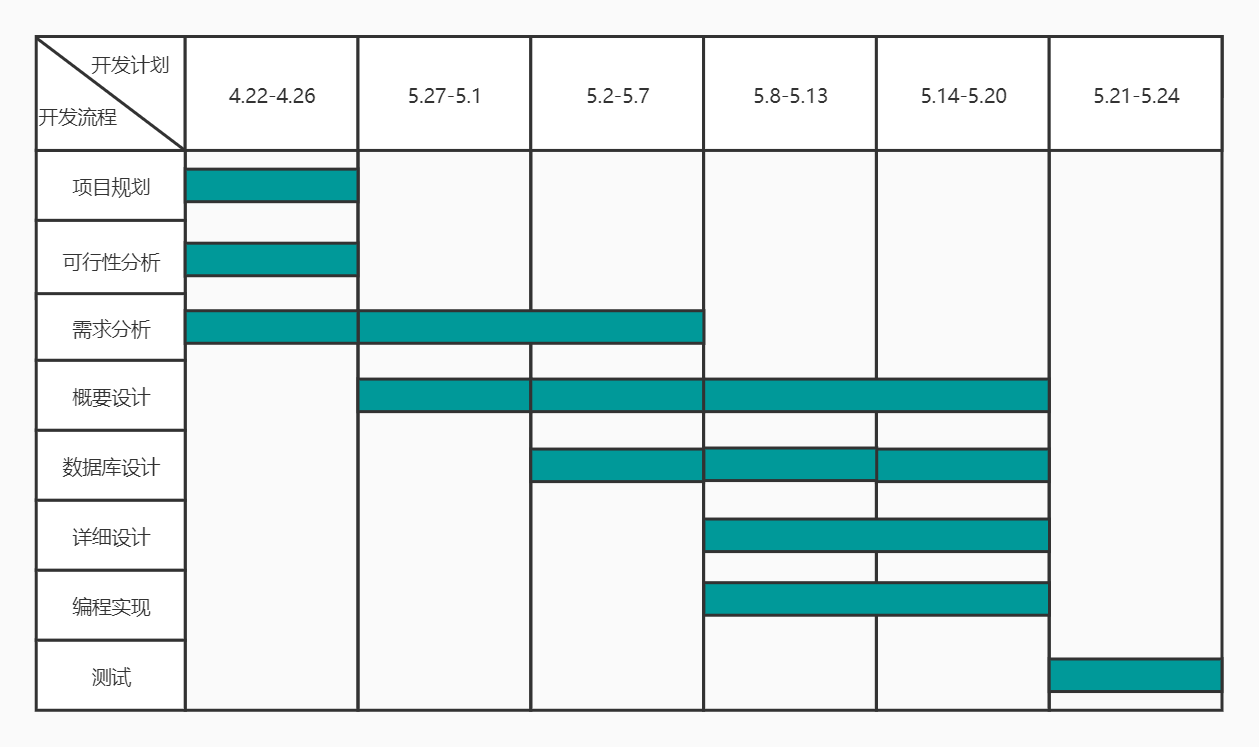 开发计划
开发流程
4.22-4.26
5.27-5.1
5.2-5.7
5.8-5.13
5.14-5.20
5.21-5.24
项目规划
可行性分析
需求分析
概要设计
数据库设计
详细设计
编程实现
测试